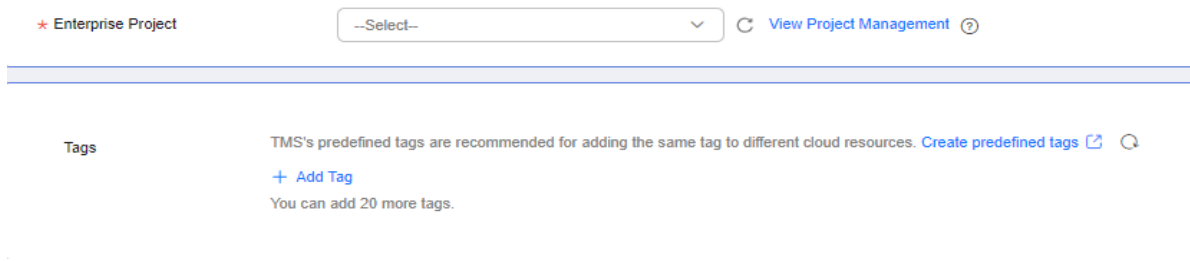 * Enterprise Project --Select-- View Project Management ?
Tags TMS's predefined tags are recommended for adding the same tag to different cloud resources. Create predefined tags
+ Add Tag
You can add 20 more tags.